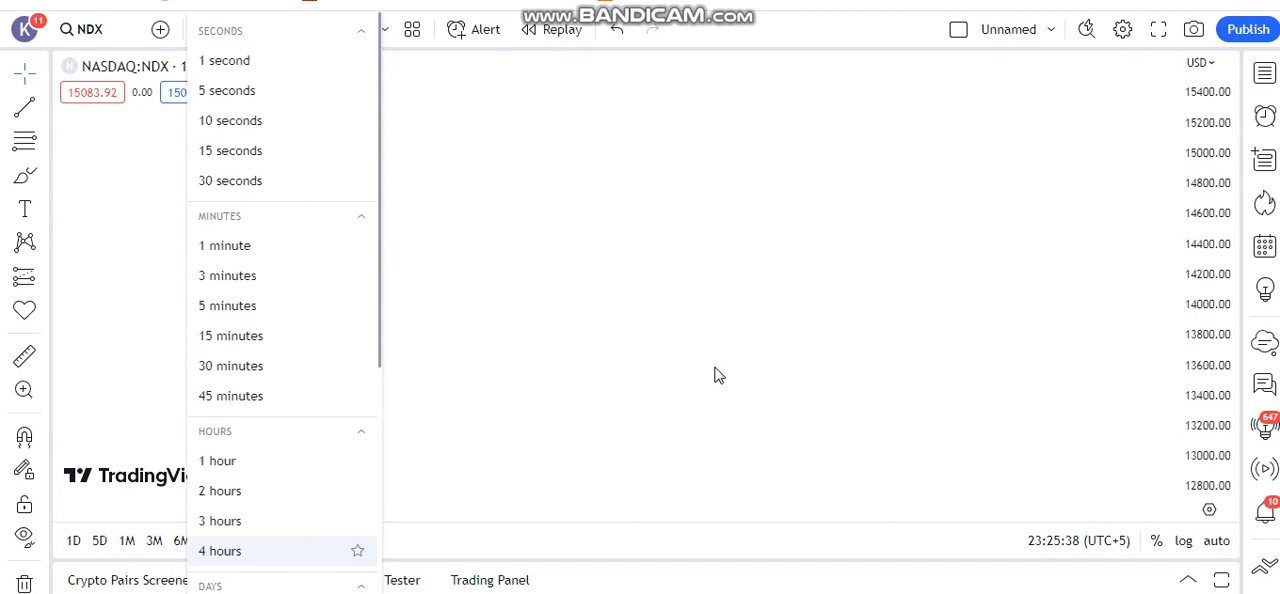 www.BANDICAM.com
K
11
NDX
Alert
Replay
Unnamed
Publish
SECONDS
1 second
5 seconds
10 seconds
15 seconds
30 seconds
MINUTES
1 minute
3 minutes
5 minutes
15 minutes
30 minutes
45 minutes
HOURS
1 hour
2 hours
3 hours
4 hours
DAYS
N NASDAQ:NDX · 1
15083.92 0.00 150
USD
15400.00
15200.00
15000.00
14800.00
14600.00
14400.00
14200.00
14000.00
13800.00
13600.00
13400.00
13200.00
13000.00
12800.00
T
TradingVi
1D 5D 1M 3M 6M
23:25:38 (UTC+5) % log auto
Crypto Pairs Screene
Tester
Trading Panel
647
10